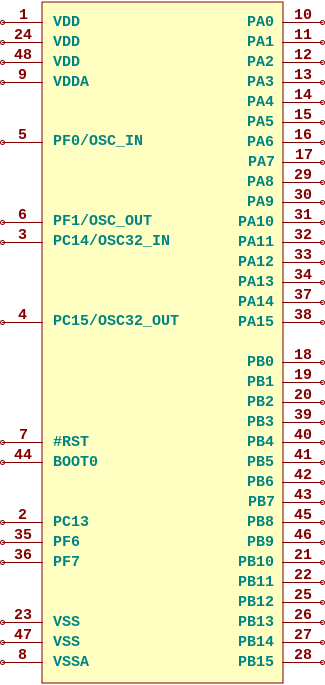 1 VDD PA0 10
24 VDD PA1 11
48 VDD PA2 12
9 VDDA PA3 13
PA4 14
PA5 15
5 PF0/OSC_IN PA6 16
PA7 17
PA8 29
PA9 30
6 PF1/OSC_OUT PA10 31
3 PC14/OSC32_IN PA11 32
PA12 33
PA13 34
PA14 37
4 PC15/OSC32_OUT PA15 38
PB0 18
PB1 19
PB2 20
PB3 39
7 #RST PB4 40
44 BOOT0 PB5 41
PB6 42
PB7 43
2 PC13 PB8 45
35 PF6 PB9 46
36 PF7 PB10 21
PB11 22
PB12 25
23 VSS PB13 26
47 VSS PB14 27
8 VSSA PB15 28